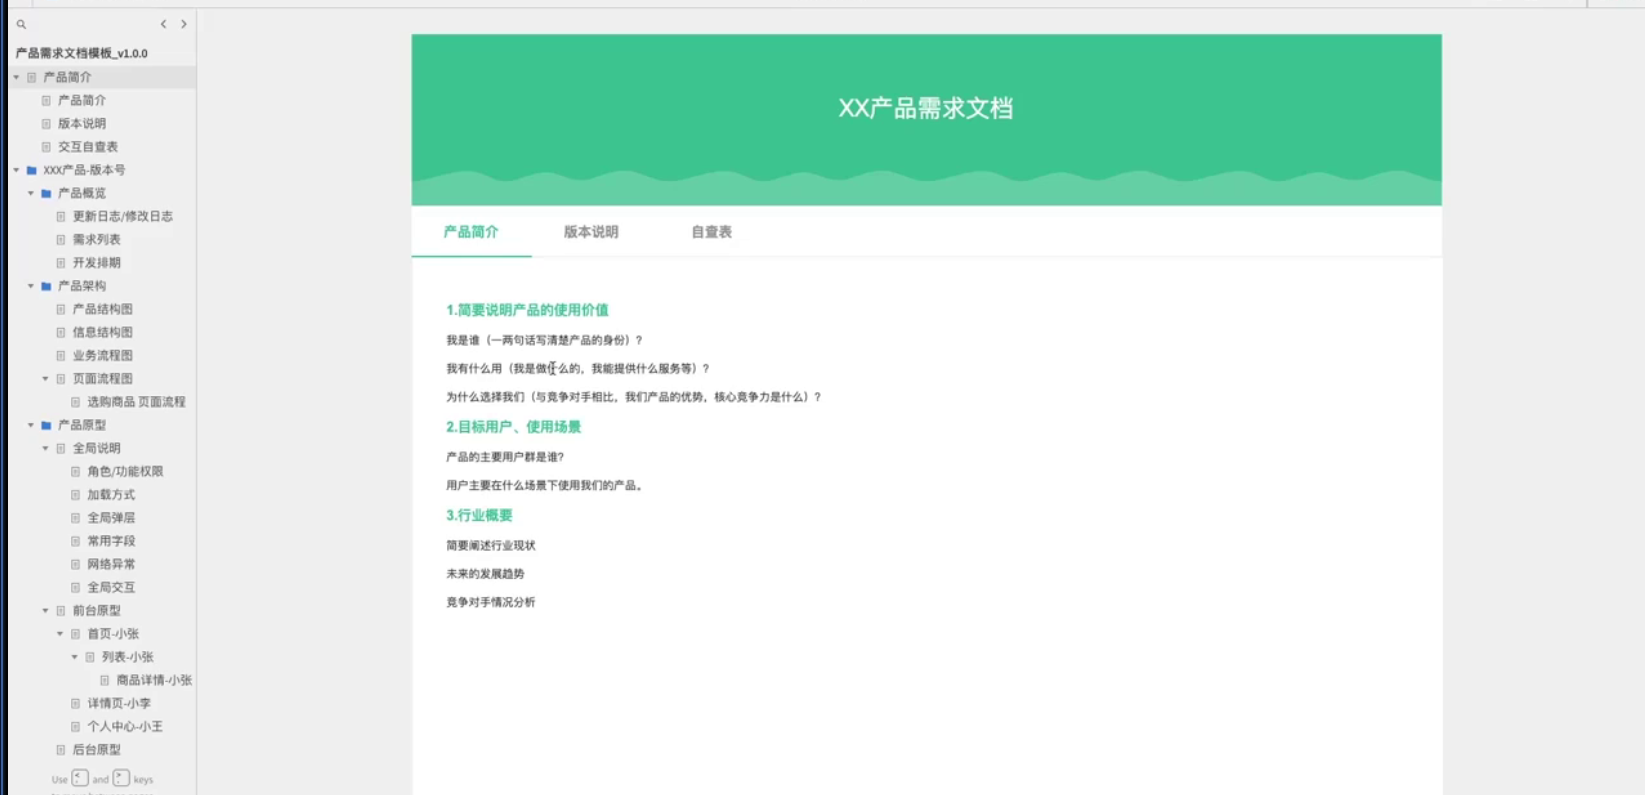 产品需求文档模板_v1.0.0
产品简介
产品简介
版本说明
交互自查表
XXX产品-版本号
产品概览
更新日志/修改日志
需求列表
开发排期
产品架构
产品结构图
信息结构图
业务流程图
页面流程图
选购商品 页面流程
产品原型
全局说明
角色/功能权限
加载方式
全局弹层
常用字段
网络异常
全局交互
前台原型
首页-小张
列表-小张
商品详情-小张
详情页-小李
个人中心-小王
后台原型
Use < and > keys
XX产品需求文档
产品简介 版本说明 自查表
1.简要说明产品的使用价值
我是谁（一两句话写清楚产品的身份）?
我有什么用（我是做什么的，我能提供什么服务等）?
为什么选择我们（与竞争对手相比，我们产品的优势，核心竞争力是什么）?
2.目标用户、使用场景
产品的主要用户群是谁?
用户主要在什么场景下使用我们的产品。
3.行业概要
简要阐述行业现状
未来的发展趋势
竞争对手情况分析